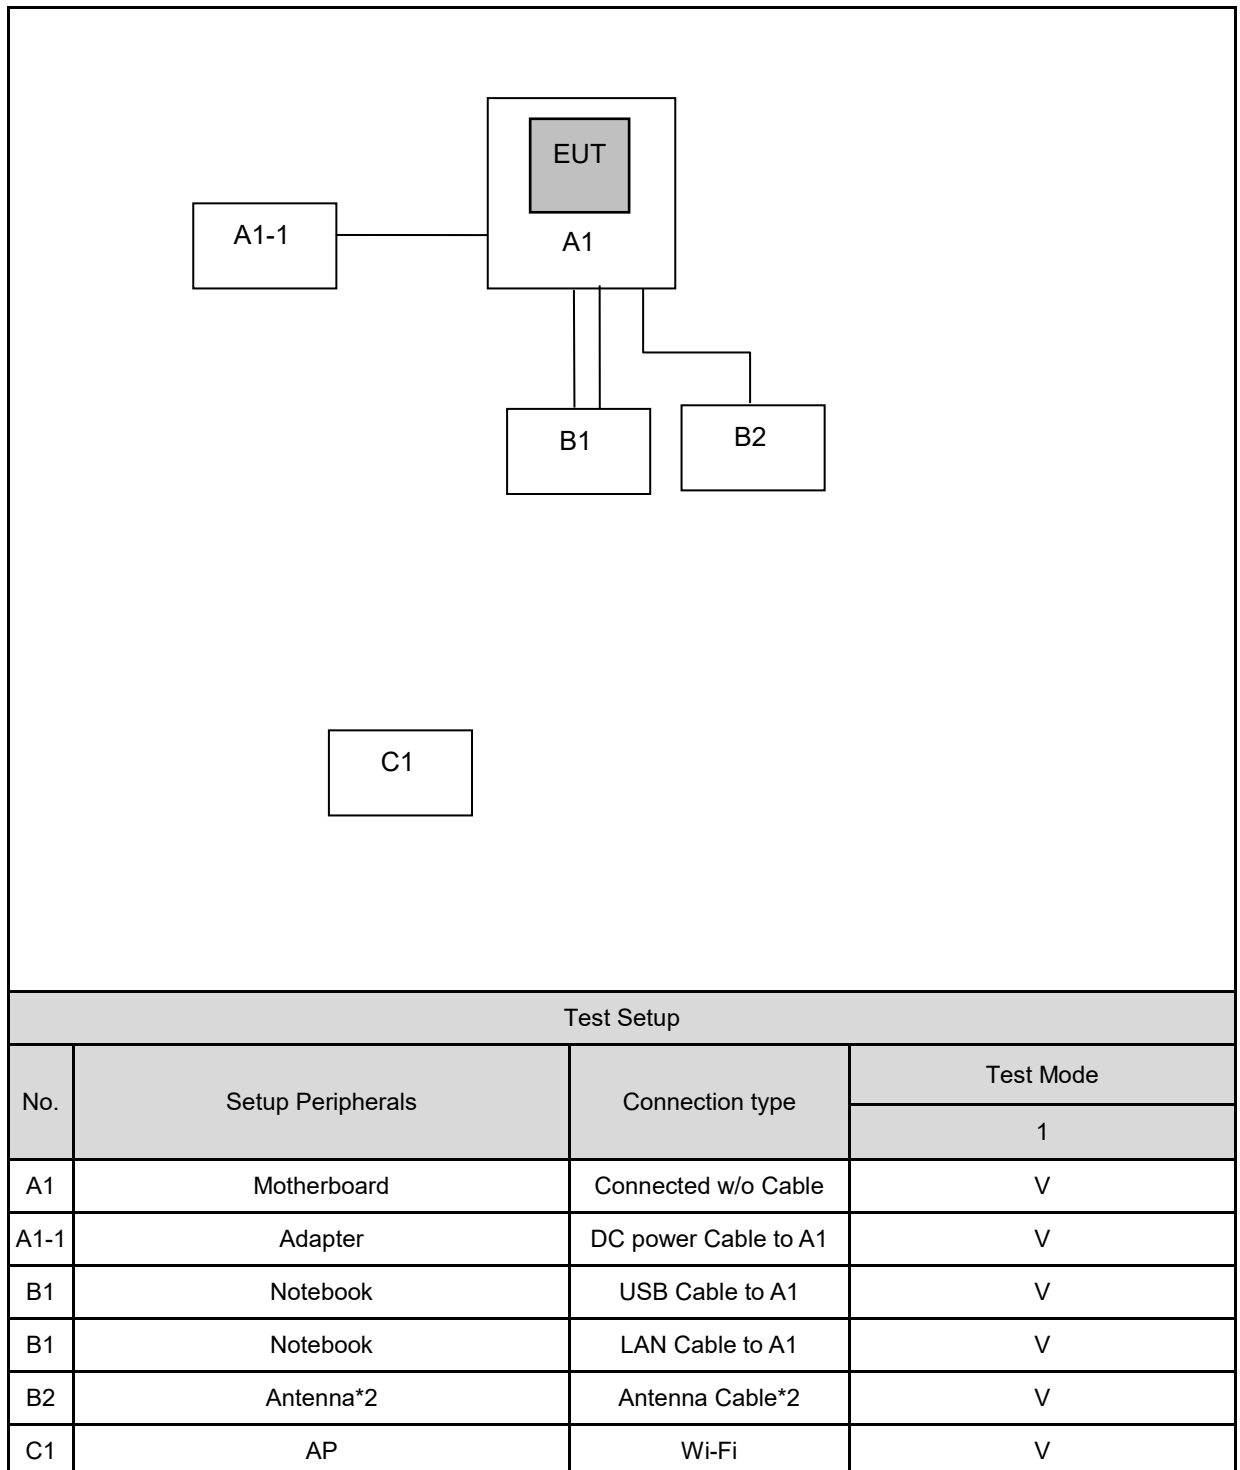 EUT
A1-1
A1
B1
B2
C1
Test Setup
No. Setup Peripherals Connection type Test Mode
1
A1 Motherboard Connected w/o Cable V
A1-1 Adapter DC power Cable to A1 V
B1 Notebook USB Cable to A1 V
B1 Notebook LAN Cable to A1 V
B2 Antenna*2 Antenna Cable*2 V
C1 AP Wi-Fi V